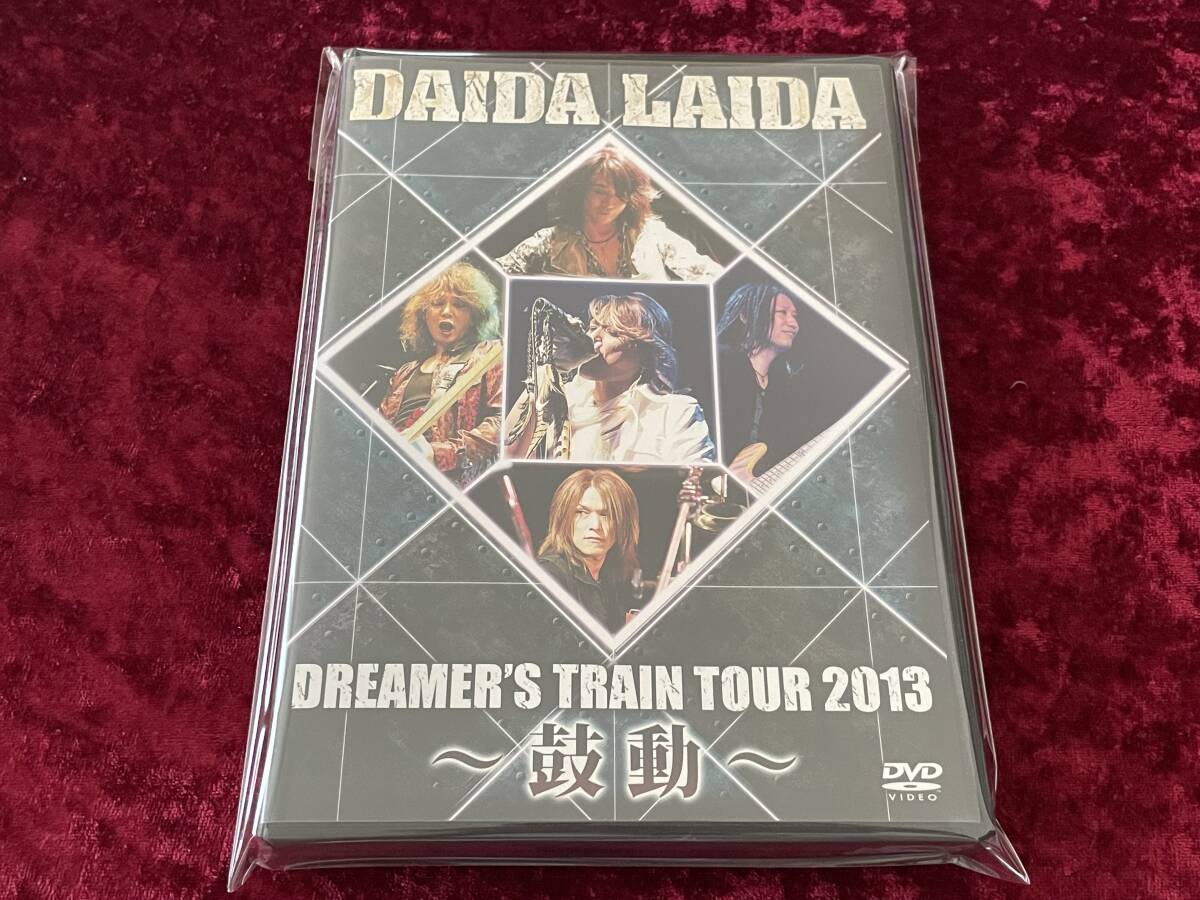 DAIDA LAIDA
DREAMER'S TRAIN TOUR 2013
～鼓動～
DVD
VIDEO